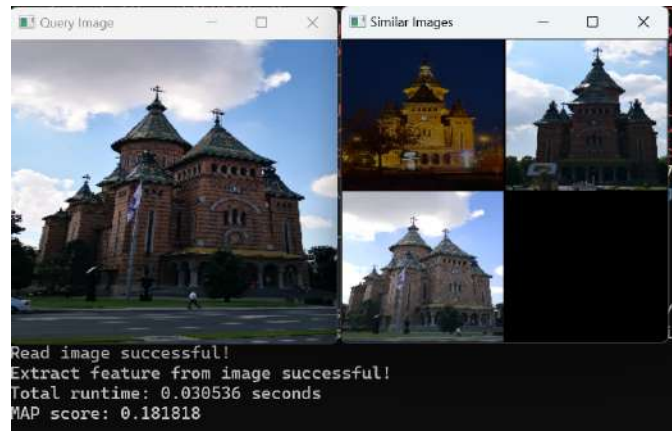 Query Image
Similar Images
Read image successful!
Extract feature from image successful!
Total runtime: 0.030536 seconds
MAP score: 0.181818